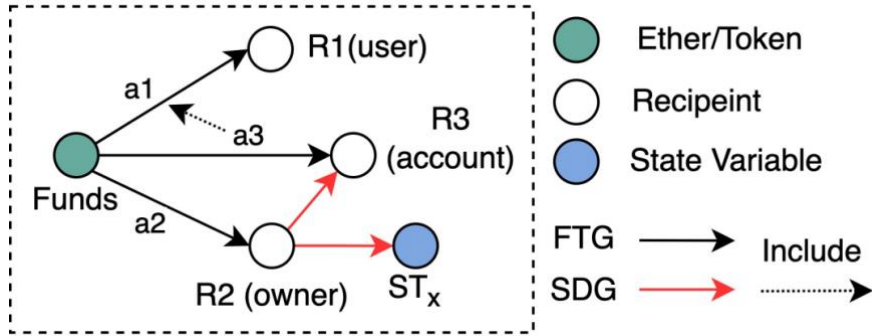 a1
R1(user)
a3
R3
(account)
Funds
a2
R2 (owner)
STx
Ether/Token
Recipeint
State Variable
FTG
Include
SDG